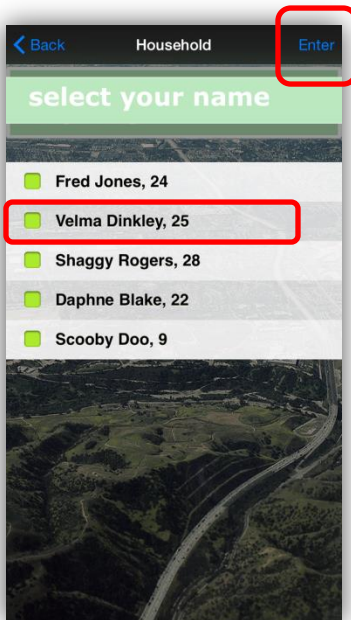 Back Household Enter
select your name
Fred Jones, 24
Velma Dinkley, 25
Shaggy Rogers, 28
Daphne Blake, 22
Scooby Doo, 9